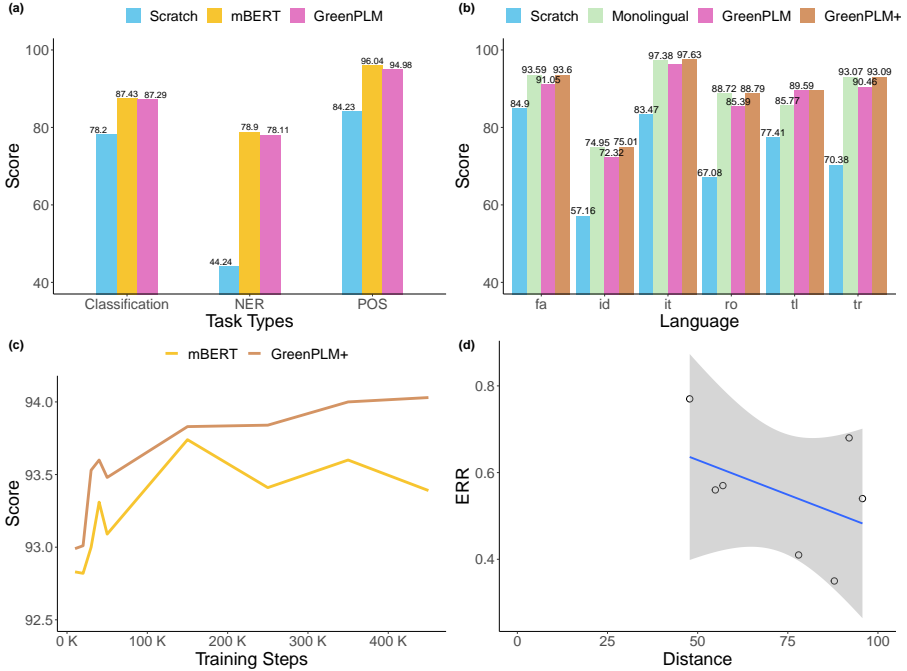 (a)
Scratch mBERT GreenPLM
100
80
60
40
Score
78.2
87.43
87.29
44.24
78.9
78.11
84.23
96.04
94.98
Classification NER POS
Task Types
(b)
Scratch Monolingual GreenPLM GreenPLM+
100
80
60
40
Score
84.9
93.59
91.05
93.6
57.16
74.95
72.32
75.01
83.47
97.38
97.63
67.08
88.72
85.39
88.79
77.41
85.77
89.59
70.38
93.07
90.46
93.09
fa id it ro tl tr
Language
(c)
mBERT GreenPLM+
94.0
93.5
93.0
92.5
Score
0 K 100 K 200 K 300 K 400 K
Training Steps
(d)
0.8
0.6
0.4
ERR
0 25 50 75 100
Distance